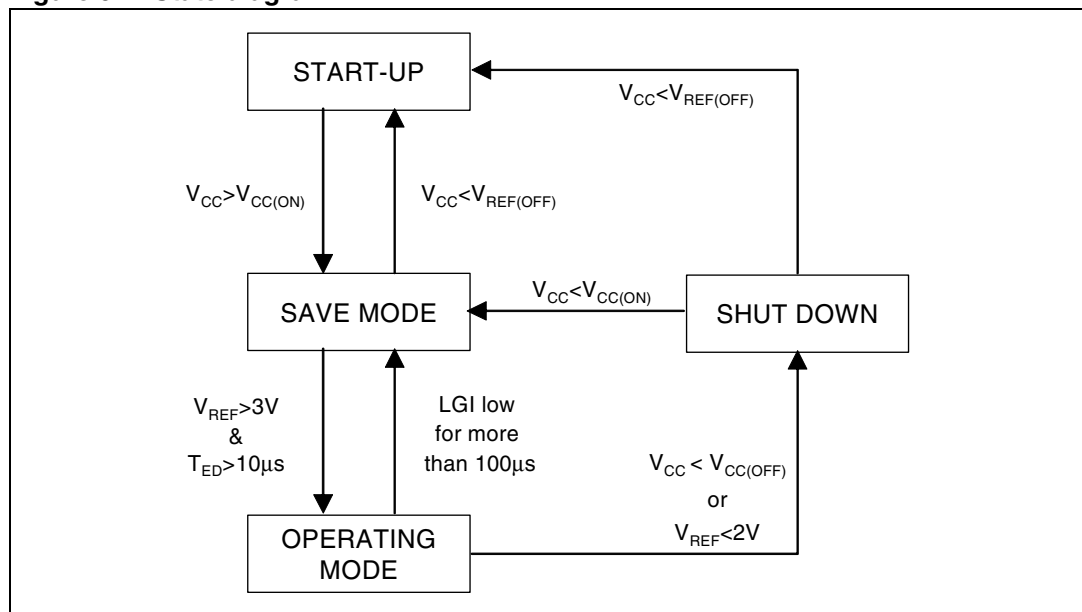 START-UP
V_CC<V_REF(OFF)
V_CC>V_CC(ON)
V_CC<V_REF(OFF)
SAVE MODE
V_CC<V_CC(ON)
SHUT DOWN
V_REF>3V
&
T_ED>10µs
LGI low
for more
than 100µs
V_CC < V_CC(OFF)
or
V_REF<2V
OPERATING
MODE